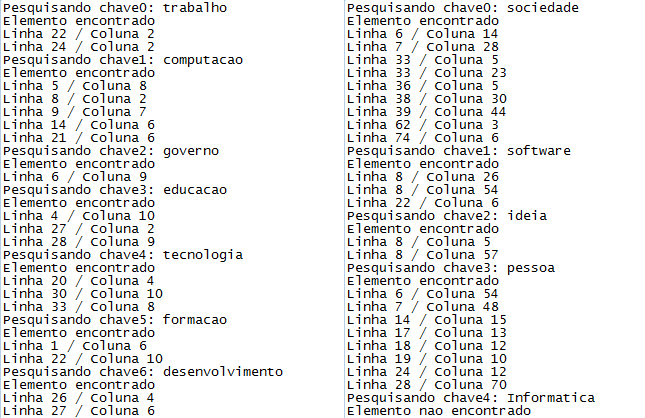 Pesquisando chave0: trabalho
Elemento encontrado
Linha 22 / Coluna 2
Linha 24 / Coluna 2
Pesquisando chave1: computacao
Elemento encontrado
Linha 5 / Coluna 8
Linha 8 / Coluna 2
Linha 9 / Coluna 7
Linha 14 / Coluna 6
Linha 21 / Coluna 6
Pesquisando chave2: governo
Elemento encontrado
Linha 6 / Coluna 9
Pesquisando chave3: educacao
Elemento encontrado
Linha 4 / Coluna 10
Linha 27 / Coluna 2
Linha 28 / Coluna 9
Pesquisando chave4: tecnologia
Elemento encontrado
Linha 20 / Coluna 4
Linha 30 / Coluna 10
Linha 33 / Coluna 8
Pesquisando chave5: formacao
Elemento encontrado
Linha 1 / Coluna 6
Linha 22 / Coluna 10
Pesquisando chave6: desenvolvimento
Elemento encontrado
Linha 26 / Coluna 4
Linha 27 / Coluna 6
Pesquisando chave0: sociedade
Elemento encontrado
Linha 6 / Coluna 14
Linha 7 / Coluna 28
Linha 33 / Coluna 5
Linha 33 / Coluna 23
Linha 36 / Coluna 5
Linha 38 / Coluna 30
Linha 39 / Coluna 44
Linha 62 / Coluna 3
Linha 74 / Coluna 6
Pesquisando chave1: software
Elemento encontrado
Linha 8 / Coluna 26
Linha 8 / Coluna 54
Linha 22 / Coluna 6
Pesquisando chave2: ideia
Elemento encontrado
Linha 8 / Coluna 5
Linha 8 / Coluna 57
Pesquisando chave3: pessoa
Elemento encontrado
Linha 6 / Coluna 54
Linha 7 / Coluna 48
Linha 14 / Coluna 15
Linha 17 / Coluna 13
Linha 18 / Coluna 12
Linha 19 / Coluna 10
Linha 24 / Coluna 12
Linha 28 / Coluna 70
Pesquisando chave4: Informatica
Elemento nao encontrado